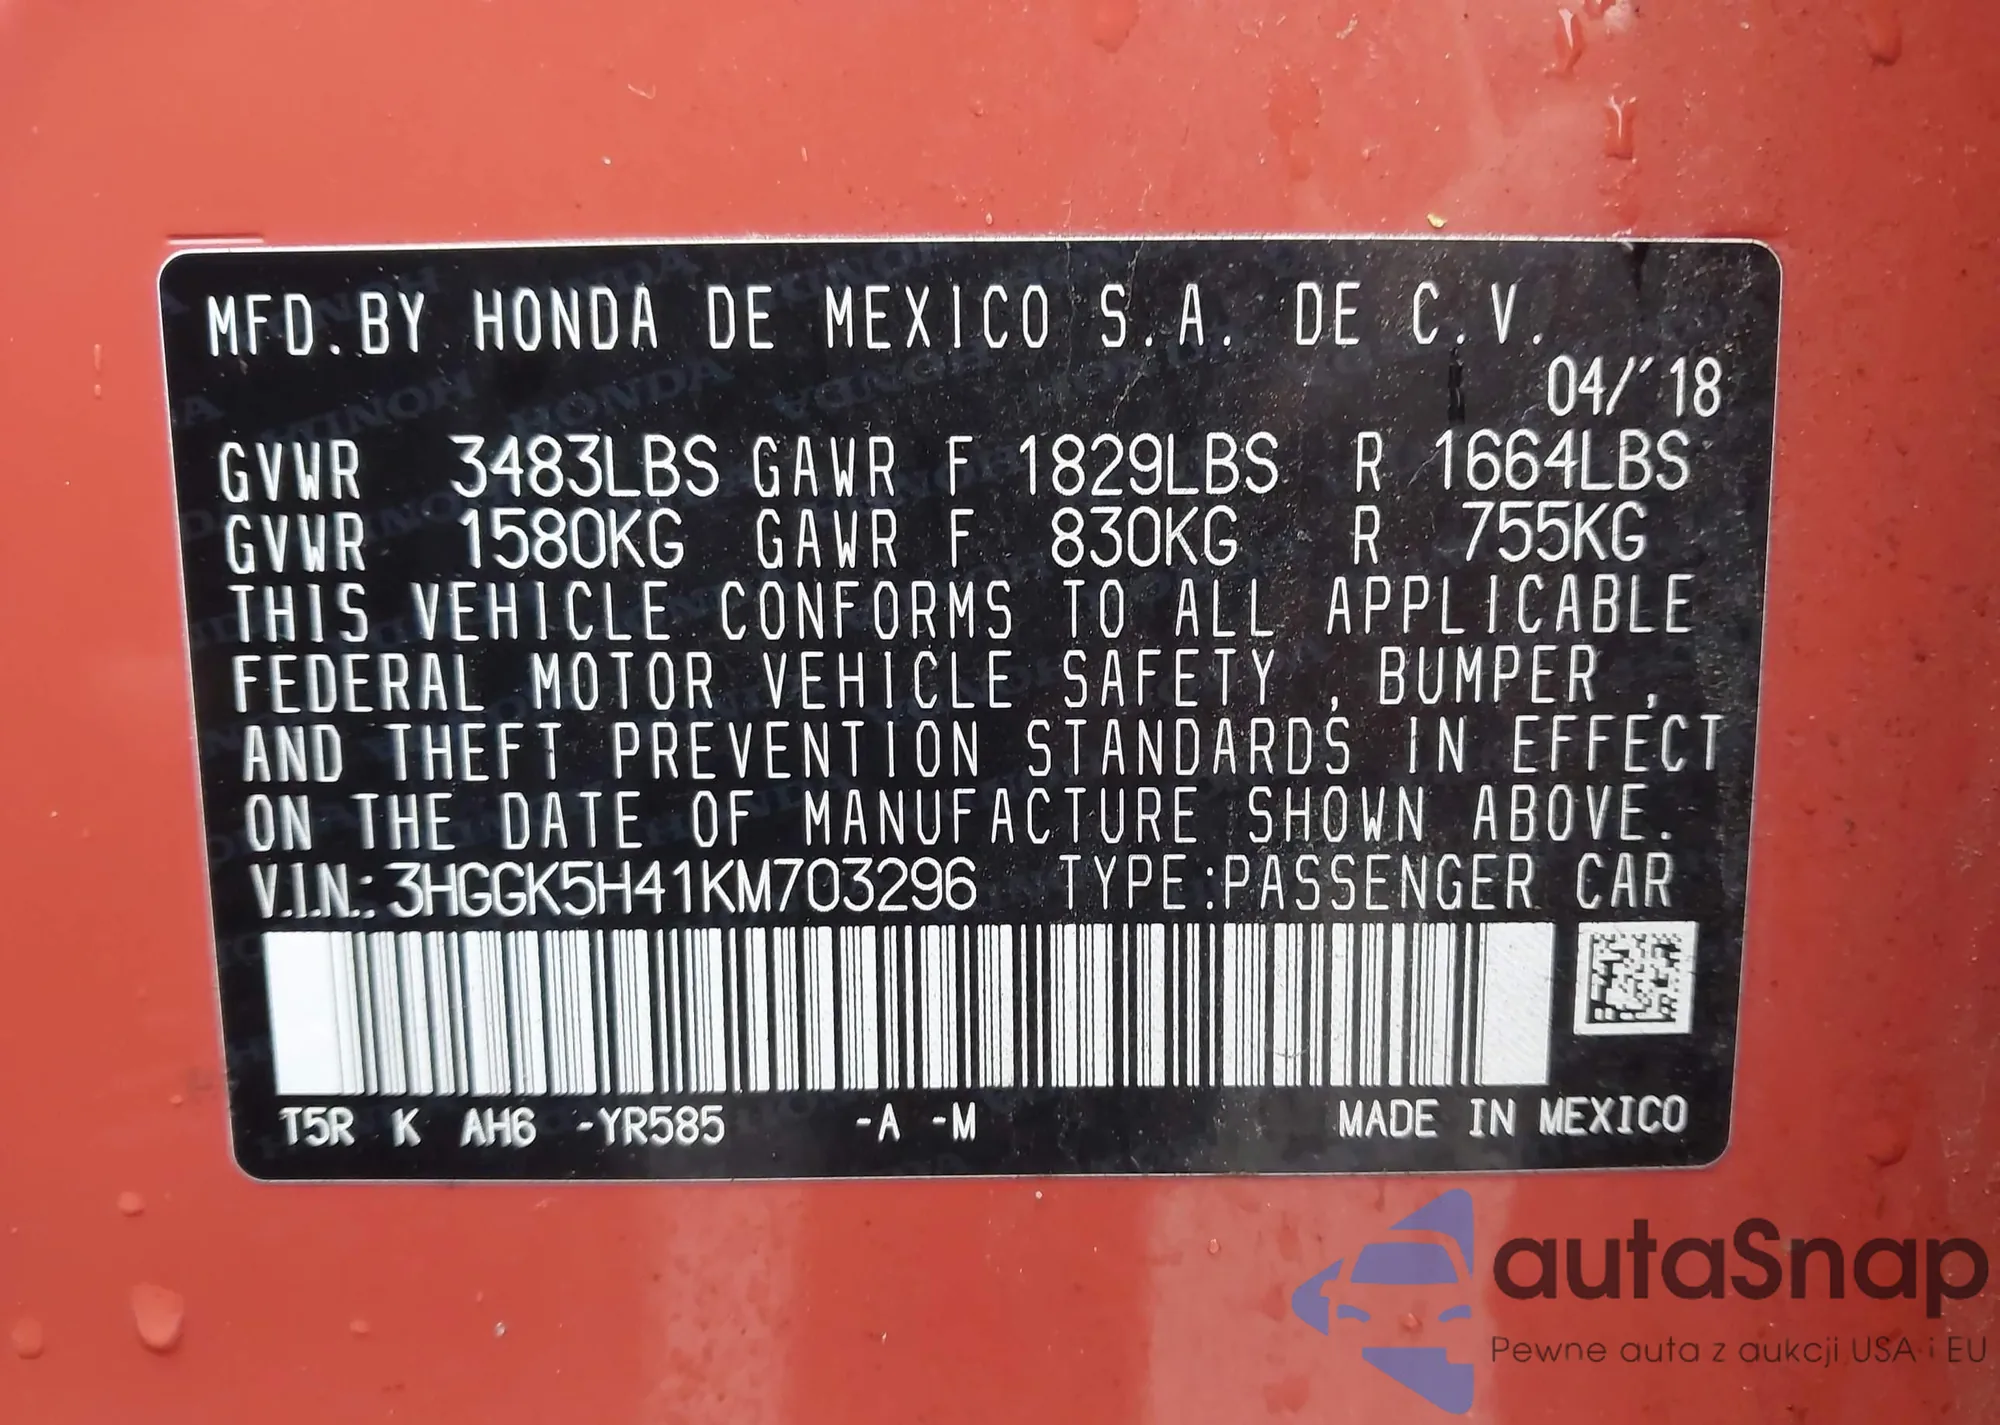 MFD. BY HONDA DE MEXICO S.A. DE C.V.
04/'18
GVWR 3483LBS GAWR F 1829LBS R 1664LBS
GVWR 1580KG GAWR F 830KG R 755KG
THIS VEHICLE CONFORMS TO ALL APPLICABLE
FEDERAL MOTOR VEHICLE SAFETY , BUMPER ,
AND THEFT PREVENTION STANDARDS IN EFFECT
ON THE DATE OF MANUFACTURE SHOWN ABOVE.
V.I.N.: 3HGGK5H41KM703296 TYPE:PASSENGER CAR
T5R K AH6 -YR585 -A -M MADE IN MEXICO
autaSnap
Pewne auta z aukcji USA i EU